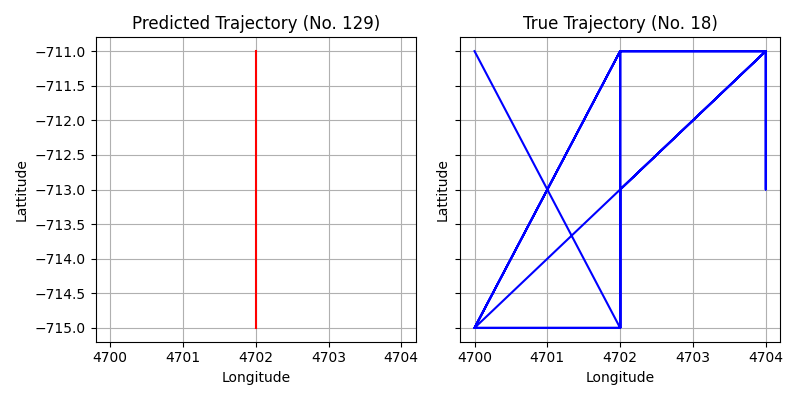 Predicted Trajectory (No. 129)
−711.0
−711.5
−712.0
−712.5
−713.0
−713.5
−714.0
−714.5
−715.0
Lattitude
4700 4701 4702 4703 4704
Longitude
True Trajectory (No. 18)
Lattitude
4700 4701 4702 4703 4704
Longitude